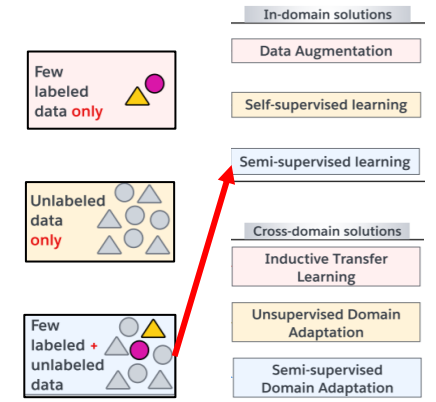 In-domain solutions
Few
labeled
data only
Data Augmentation
Self-supervised learning
Semi-supervised learning
Unlabeled
data
only
Cross-domain solutions
Inductive Transfer
Learning
Unsupervised Domain
Adaptation
Few
labeled +
unlabeled
data
Semi-supervised
Domain Adaptation